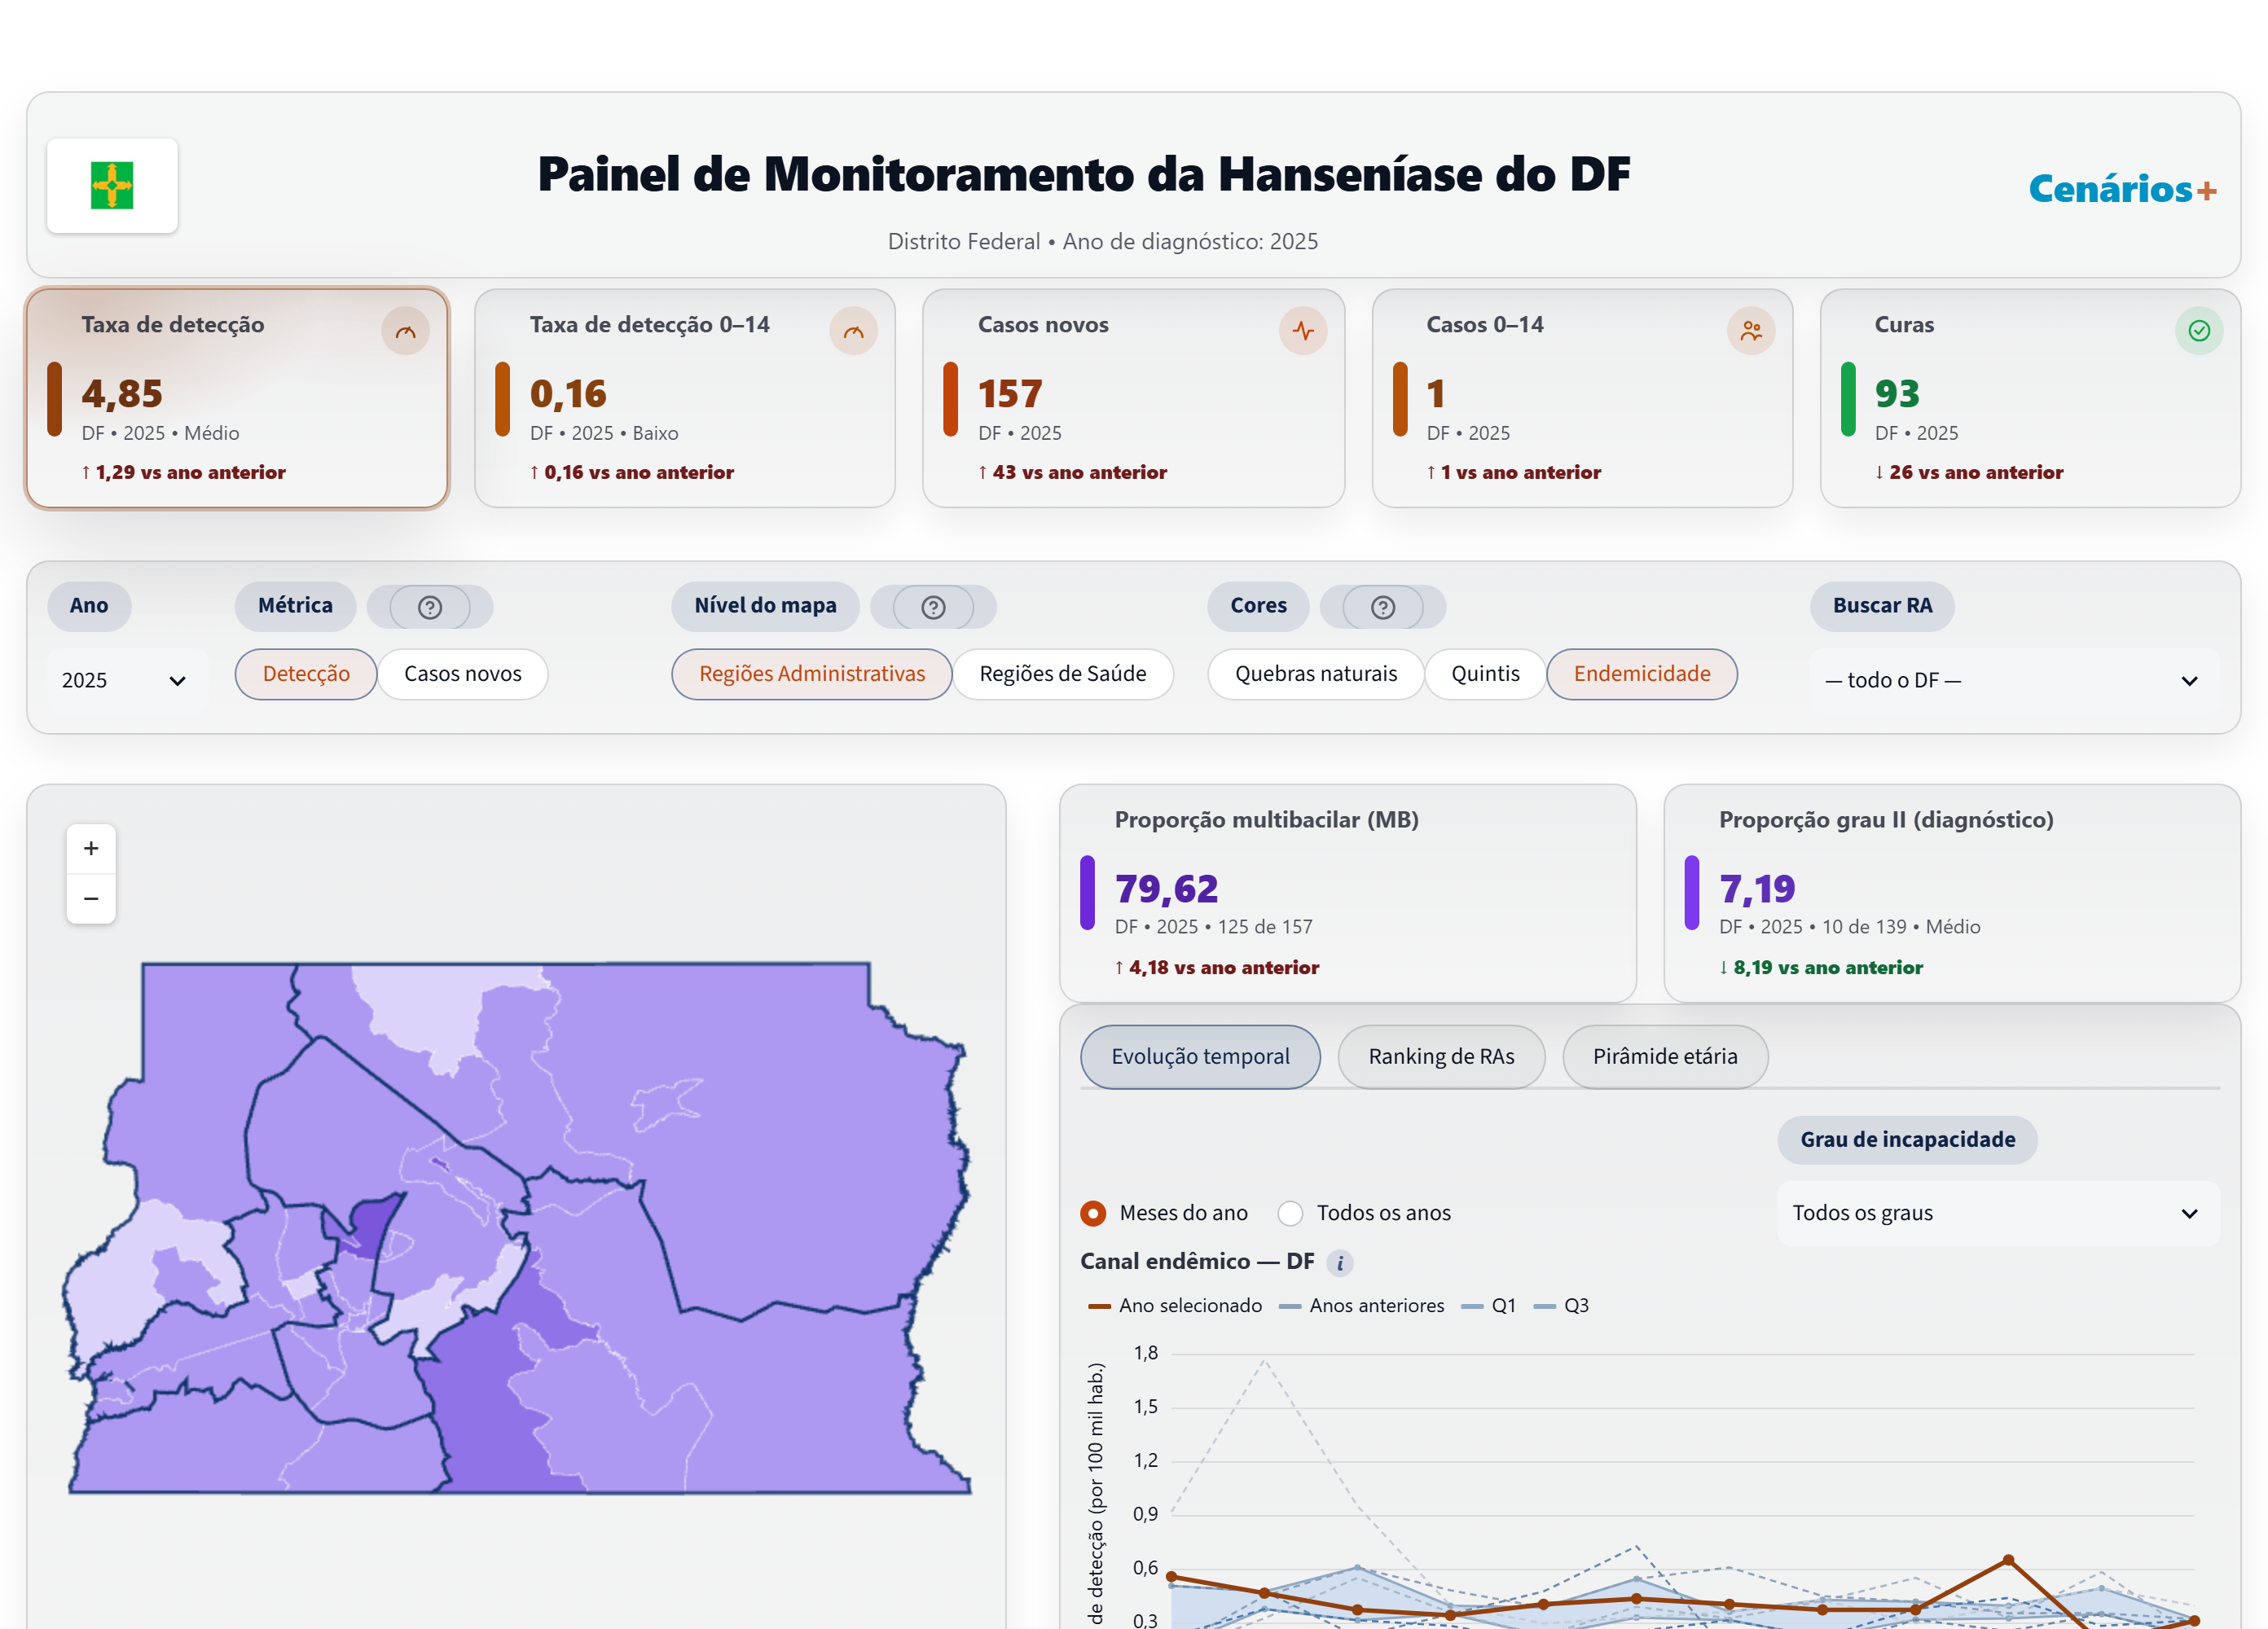 Painel de Monitoramento da Hanseníase do DF
Cenários+
Distrito Federal • Ano de diagnóstico: 2025
Taxa de detecção
4,85
DF • 2025 • Médio
↑ 1,29 vs ano anterior
Taxa de detecção 0–14
0,16
DF • 2025 • Baixo
↑ 0,16 vs ano anterior
Casos novos
157
DF • 2025
↑ 43 vs ano anterior
Casos 0–14
1
DF • 2025
↑ 1 vs ano anterior
Curas
93
DF • 2025
↓ 26 vs ano anterior
Ano
2025
Métrica ?
Detecção Casos novos
Nível do mapa ?
Regiões Administrativas Regiões de Saúde
Cores ?
Quebras naturais Quintis Endemicidade
Buscar RA
— todo o DF —
+
−
Proporção multibacilar (MB)
79,62
DF • 2025 • 125 de 157
↑ 4,18 vs ano anterior
Proporção grau II (diagnóstico)
7,19
DF • 2025 • 10 de 139 • Médio
↓ 8,19 vs ano anterior
Evolução temporal Ranking de RAs Pirâmide etária
Grau de incapacidade
Todos os graus
Meses do ano Todos os anos
Canal endêmico — DF i
Ano selecionado Anos anteriores Q1 Q3
de detecção (por 100 mil hab.)
1,8
1,5
1,2
0,9
0,6
0,3